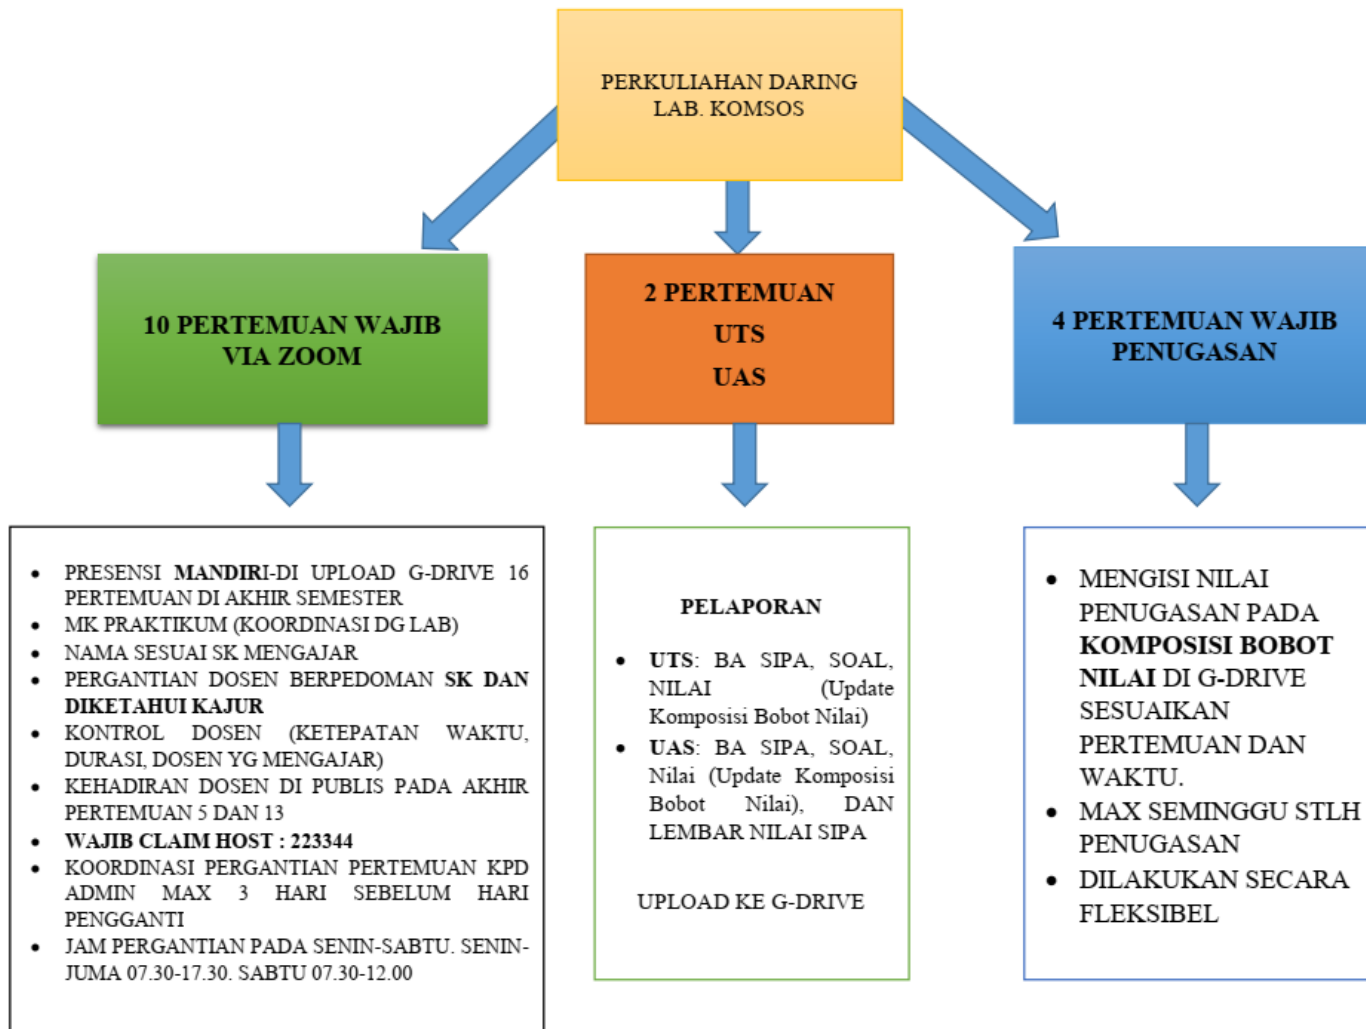 PERKULIAHAN DARING
LAB. KOMSOS
10 PERTEMUAN WAJIB
VIA ZOOM
2 PERTEMUAN
UTS
UAS
4 PERTEMUAN WAJIB
PENUGASAN
• PRESENSI MANDIRI-DI UPLOAD G-DRIVE 16
PERTEMUAN DI AKHIR SEMESTER
• MK PRAKTIKUM (KOORDINASI DG LAB)
• NAMA SESUAI SK MENGAJAR
• PERGANTIAN DOSEN BERPEDOMAN SK DAN
DIKETAHUI KAJUR
• KONTROL DOSEN (KETEPATAN WAKTU,
DURASI, DOSEN YG MENGAJAR)
• KEHADIRAN DOSEN DI PUBLIS PADA AKHIR
PERTEMUAN 5 DAN 13
• WAJIB CLAIM HOST : 223344
• KOORDINASI PERGANTIAN PERTEMUAN KPD
ADMIN MAX 3 HARI SEBELUM HARI
PENGGANTI
• JAM PERGANTIAN PADA SENIN-SABTU. SENIN-
JUMA 07.30-17.30. SABTU 07.30-12.00
PELAPORAN
• UTS: BA SIPA, SOAL,
NILAI (Update
Komposisi Bobot Nilai)
• UAS: BA SIPA, SOAL,
Nilai (Update Komposisi
Bobot Nilai), DAN
LEMBAR NILAI SIPA
UPLOAD KE G-DRIVE
• MENGISI NILAI
PENUGASAN PADA
KOMPOSISI BOBOT
NILAI DI G-DRIVE
SESUAIKAN
PERTEMUAN DAN
WAKTU.
• MAX SEMINGGU STLH
PENUGASAN
• DILAKUKAN SECARA
FLEKSIBEL